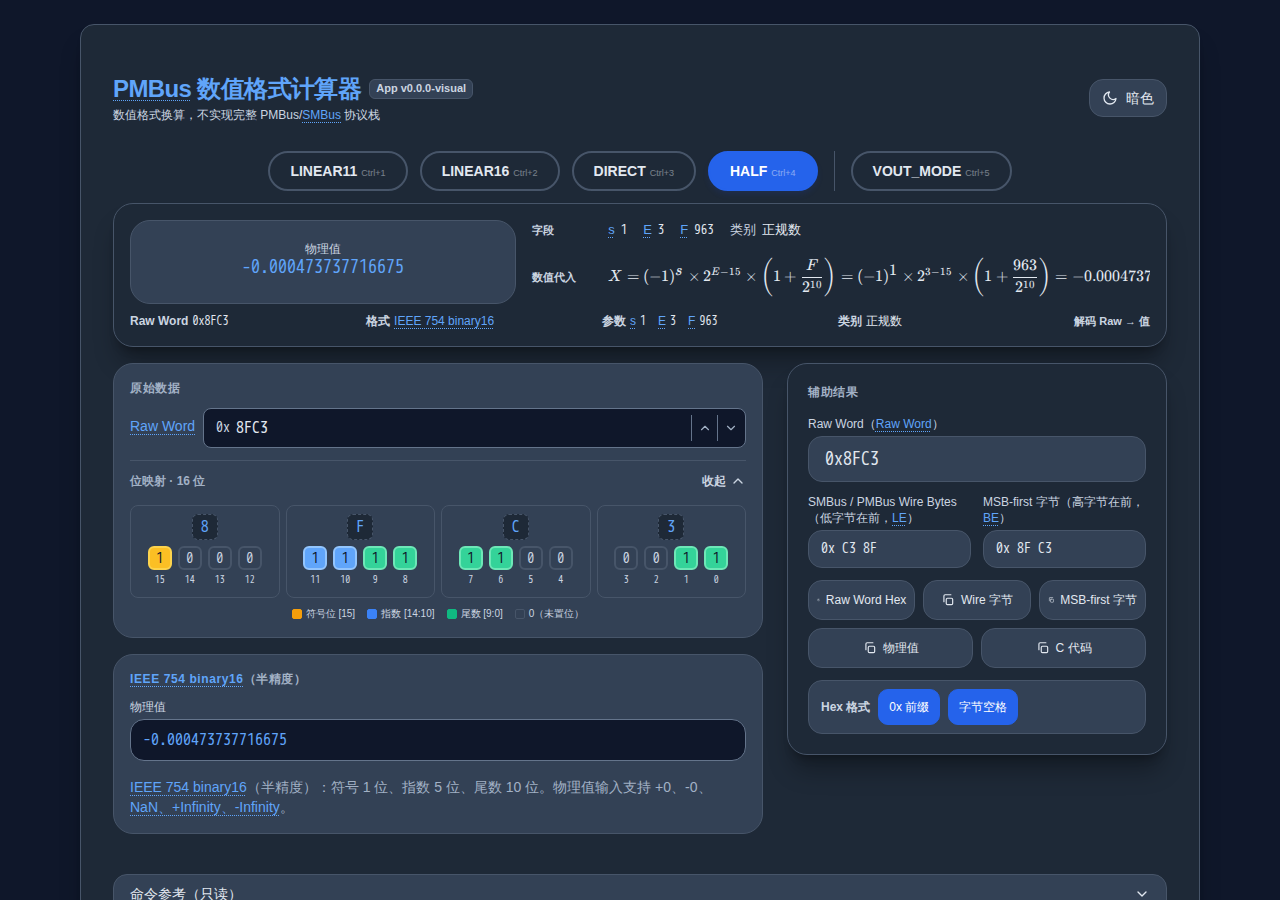 PMBus 数值格式计算器 App v0.0.0-visual
数值格式换算，不实现完整 PMBus/SMBus 协议栈
暗色
LINEAR11 Ctrl+1 LINEAR16 Ctrl+2 DIRECT Ctrl+3 HALF Ctrl+4 VOUT_MODE Ctrl+5
物理值
-0.000473737716675
字段 s 1 E 3 F 963 类别 正规数
数值代入 X = (−1)^s × 2^{E−15} × (1 + F/2^{10}) = (−1)^1 × 2^{3−15} × (1 + 963/2^{10}) = −0.0004737
Raw Word 0x8FC3 格式 IEEE 754 binary16 参数 s 1 E 3 F 963 类别 正规数 解码 Raw → 值
原始数据
Raw Word 0x 8FC3
位映射 · 16 位 收起
8 F C 3
1 0 0 0 1 1 1 1 1 1 0 0 0 0 1 1
15 14 13 12 11 10 9 8 7 6 5 4 3 2 1 0
符号位 [15] 指数 [14:10] 尾数 [9:0] 0（未置位）
IEEE 754 binary16（半精度）
物理值
-0.000473737716675
IEEE 754 binary16（半精度）：符号 1 位、指数 5 位、尾数 10 位。物理值输入支持 +0、-0、
NaN、+Infinity、-Infinity。
辅助结果
Raw Word（Raw Word）
0x8FC3
SMBus / PMBus Wire Bytes
（低字节在前，LE）
0x C3 8F
MSB-first 字节（高字节在前，
BE）
0x 8F C3
Raw Word Hex Wire 字节 MSB-first 字节
物理值 C 代码
Hex 格式 0x 前缀 字节空格
命令参考（只读）